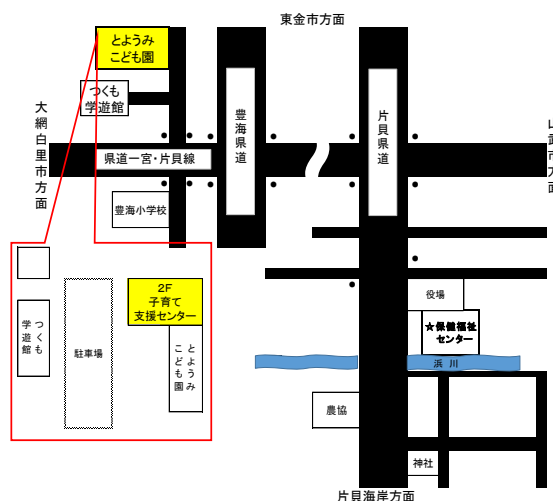 東金市方面
とようみ
こども園
つくも
学遊館
大網白里市方面
豊海県道
片貝県道
山武市方面
県道一宮・片貝線
豊海小学校
2F
子育て
支援センター
つくも
学遊館
駐車場
とようみ
こども園
役場
★保健福祉
センター
浜川
農協
神社
片貝海岸方面